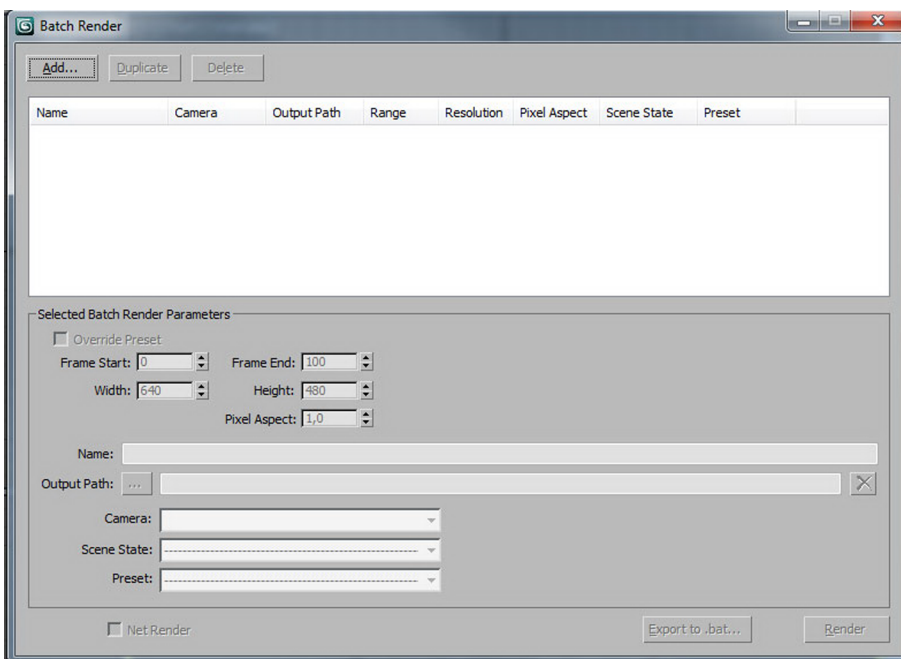 Batch Render
Add... Duplicate Delete
Name Camera Output Path Range Resolution Pixel Aspect Scene State Preset
Selected Batch Render Parameters
Override Preset
Frame Start: 0 Frame End: 100
Width: 640 Height: 480
Pixel Aspect: 1,0
Name:
Output Path: ...
Camera:
Scene State: ------------------------------------------------
Preset: ------------------------------------------------
Net Render Export to .bat... Render